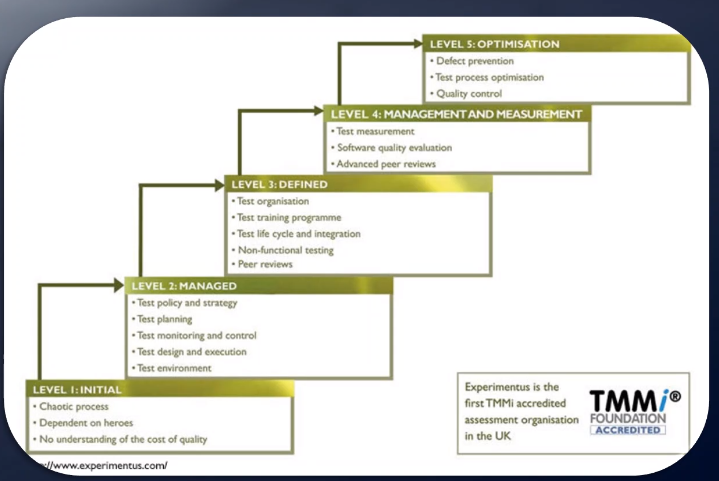 LEVEL 5: OPTIMISATION
• Defect prevention
• Test process optimisation
• Quality control
LEVEL 4: MANAGEMENT AND MEASUREMENT
• Test measurement
• Software quality evaluation
• Advanced peer reviews
LEVEL 3: DEFINED
• Test organisation
• Test training programme
• Test life cycle and integration
• Non-functional testing
• Peer reviews
LEVEL 2: MANAGED
• Test policy and strategy
• Test planning
• Test monitoring and control
• Test design and execution
• Test environment
LEVEL 1: INITIAL
• Chaotic process
• Dependent on heroes
• No understanding of the cost of quality
Experimentus is the
first TMMi accredited
assessment organisation
in the UK
TMMi®
FOUNDATION
ACCREDITED
://www.experimentus.com/